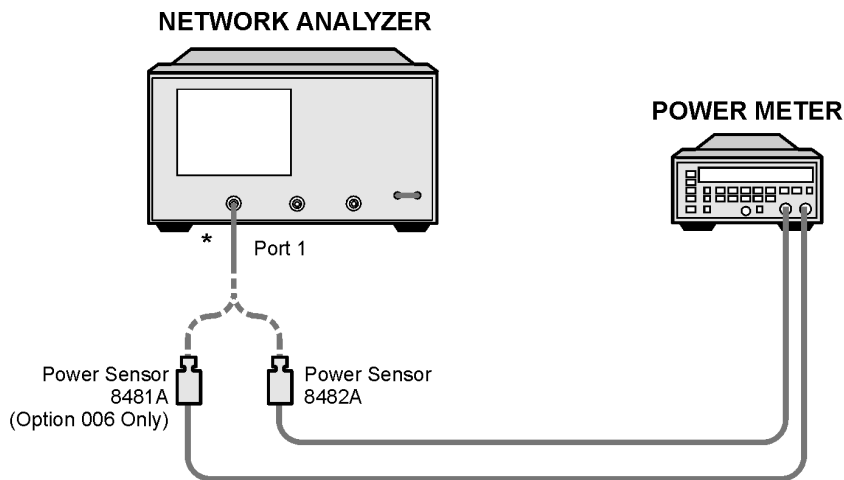 NETWORK ANALYZER
POWER METER
*
Port 1
Power Sensor
8481A
(Option 006 Only)
Power Sensor
8482A